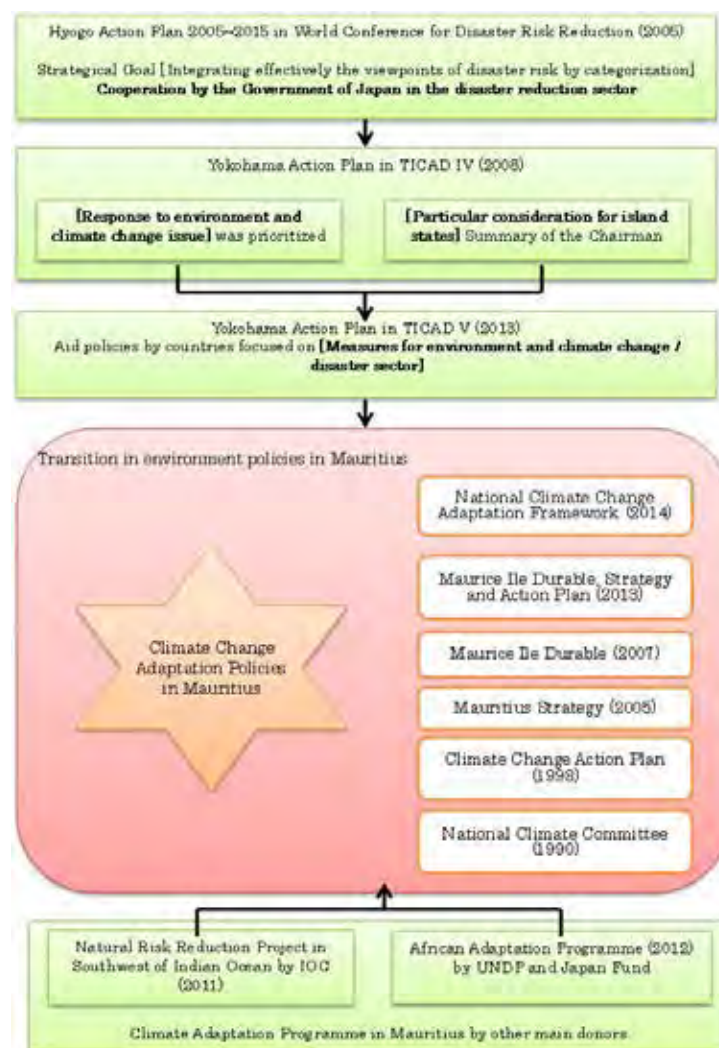 Hyogo Action Plan 2005~2015 in World Conference for Disaster Risk Reduction (2005)
Strategical Goal [Integrating effectively the viewpoints of disaster risk by categorization]
Cooperation by the Government of Japan in the disaster reduction sector
Yokohama Action Plan in TICAD IV (2008)
[Response to environment and
climate change issue] was prioritized
[Particular consideration for island
states] Summary of the Chairman
Yokohama Action Plan in TICAD V (2013)
Aid policies by countries focused on [Measures for environment and climate change /
disaster sector]
Transition in environment policies in Mauritius
Climate Change
Adaptation Policies
in Mauritius
National Climate Change
Adaptation Framework (2014)
Maurice Ile Durable, Strategy
and Action Plan (2013)
Maurice Ile Durable (2007)
Mauritius Strategy (2005)
Climate Change Action Plan
(1998)
National Climate Committee
(1990)
Natural Risk Reduction Project in
Southwest of Indian Ocean by IOC
(2011)
African Adaptation Programme (2012)
by UNDP and Japan Fund
Climate Adaptation Programme in Mauritius by other main donors